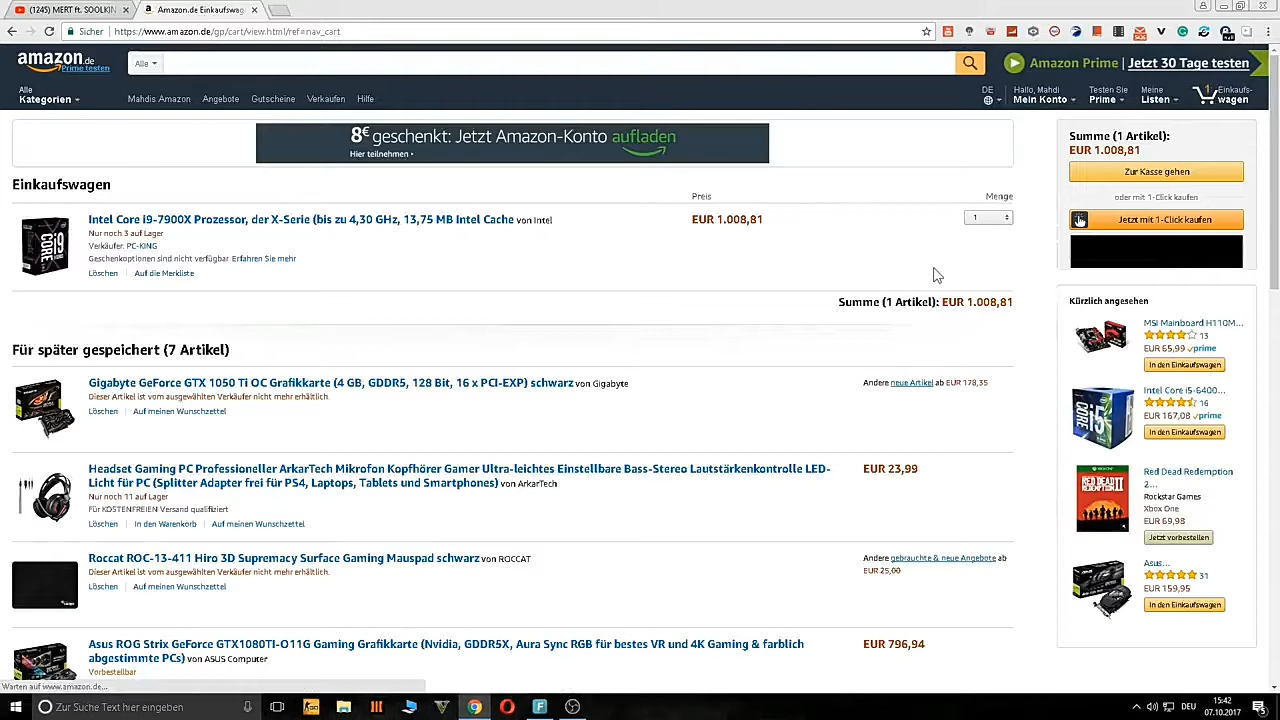 (1245) MERT ft. SOOLKIN
Amazon.de Einkaufswag
Sicher
https://www.amazon.de/gp/cart/view.html/ref=nav_cart
amazon.de
Prime testen
Alle
Amazon Prime | Jetzt 30 Tage testen
Alle
Kategorien
Mahdis Amazon
Angebote
Gutscheine
Verkaufen
Hilfe
DE
Hallo, Mahdi
Mein Konto
Testen Sie
Prime
Meine
Listen
1
Einkaufs-
wagen
8€ geschenkt: Jetzt Amazon-Konto aufladen
Hier teilnehmen
Einkaufswagen
Preis
Menge
Intel Core i9-7900X Prozessor, der X-Serie (bis zu 4,30 GHz, 13,75 MB Intel Cache von Intel
EUR 1.008,81
1
Nur noch 3 auf Lager
Verkäufer: PC-KING
Geschenkoptionen sind nicht verfügbar. Erfahren Sie mehr
Löschen
Auf die Merkliste
Summe (1 Artikel): EUR 1.008,81
Summe (1 Artikel):
EUR 1.008,81
Zur Kasse gehen
oder mit 1-Click kaufen
Jetzt mit 1-Click kaufen
Für später gespeichert (7 Artikel)
Gigabyte GeForce GTX 1050 Ti OC Grafikkarte (4 GB, GDDR5, 128 Bit, 16 x PCI-EXP) schwarz von Gigabyte
Dieser Artikel ist vom ausgewählten Verkäufer nicht mehr erhältlich.
Löschen
Auf meinen Wunschzettel
Andere neue Artikel ab EUR 178,35
Headset Gaming PC Professioneller ArkarTech Mikrofon Kopfhörer Gamer Ultra-leichtes Einstellbare Bass-Stereo Lautstärkenkontrolle LED-
Licht für PC (Splitter Adapter frei für PS4, Laptops, Tablets und Smartphones) von ArkarTech
EUR 23,99
Nur noch 11 auf Lager
Für KOSTENFREIEN Versand qualifiziert
Löschen
In den Warenkorb
Auf meinen Wunschzettel
Roccat ROC-13-411 Hiro 3D Supremacy Surface Gaming Mauspad schwarz von ROCCAT
Dieser Artikel ist vom ausgewählten Verkäufer nicht mehr erhältlich.
Löschen
Auf meinen Wunschzettel
Andere gebrauchte & neue Angebote ab
EUR 25,00
Asus ROG Strix GeForce GTX1080TI-O11G Gaming Grafikkarte (Nvidia, GDDR5X, Aura Sync RGB für bestes VR und 4K Gaming & farblich
abgestimmte PCs) von ASUS Computer
EUR 796,94
Vorbestellbar
Kürzlich angesehen
MSI Mainboard H110M...
13
EUR 65,99 prime
In den Einkaufswagen
Intel Core i5-6400...
16
EUR 167,08 prime
In den Einkaufswagen
Red Dead Redemption
2...
Rockstar Games
Xbox One
EUR 69,98
Jetzt vorbestellen
Asus...
31
EUR 159,95
In den Einkaufswagen
CORE i9
CORE i5
RED DEAD
REDEMPTION
II
Warten auf www.amazon.de...
Zur Suche Text hier eingeben
DEU
15:42
07.10.2017